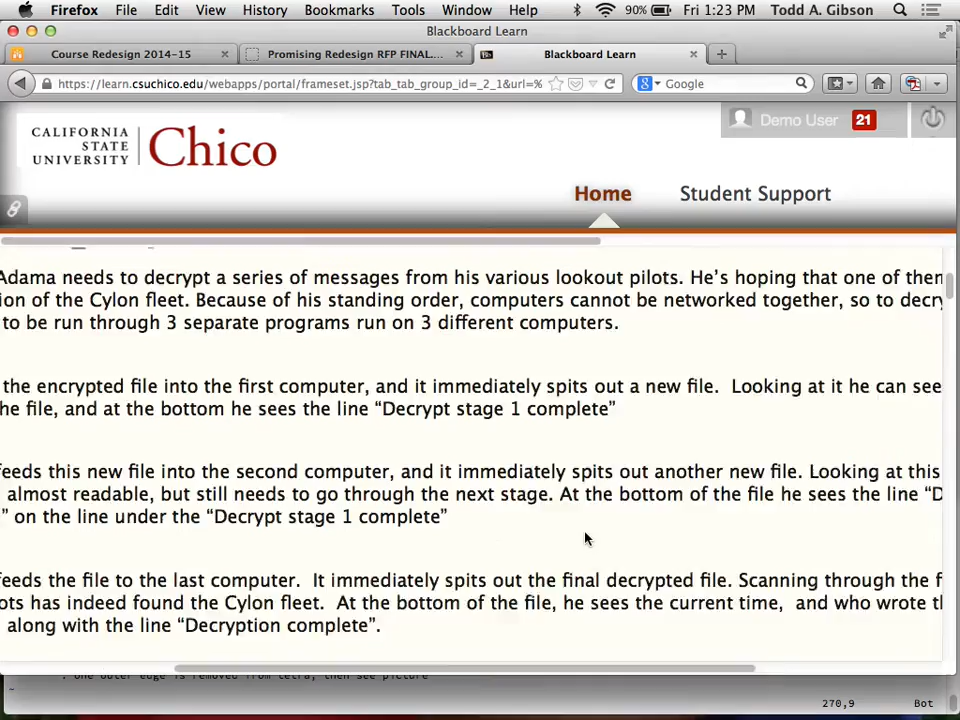 Firefox File Edit View History Bookmarks Tools Window Help 90% Fri 1:23 PM Todd A. Gibson
Blackboard Learn
Course Redesign 2014-15 Promising Redesign RFP FINAL... Bb Blackboard Learn
https://learn.csuchico.edu/webapps/portal/frameset.jsp?tab_tab_group_id=_2_1&url=% Google
Demo User 21
CALIFORNIA
STATE
UNIVERSITY
Chico
Home Student Support
Adama needs to decrypt a series of messages from his various lookout pilots. He's hoping that one of them
ion of the Cylon fleet. Because of his standing order, computers cannot be networked together, so to decry
to be run through 3 separate programs run on 3 different computers.
the encrypted file into the first computer, and it immediately spits out a new file. Looking at it he can see
he file, and at the bottom he sees the line “Decrypt stage 1 complete”
feeds this new file into the second computer, and it immediately spits out another new file. Looking at this
almost readable, but still needs to go through the next stage. At the bottom of the file he sees the line “D
” on the line under the “Decrypt stage 1 complete”
feeds the file to the last computer. It immediately spits out the final decrypted file. Scanning through the f
ots has indeed found the Cylon fleet. At the bottom of the file, he sees the current time, and who wrote th
along with the line “Decryption complete”.
: one outer edge is removed from tetra, then see picture
~ 270,9 Bot